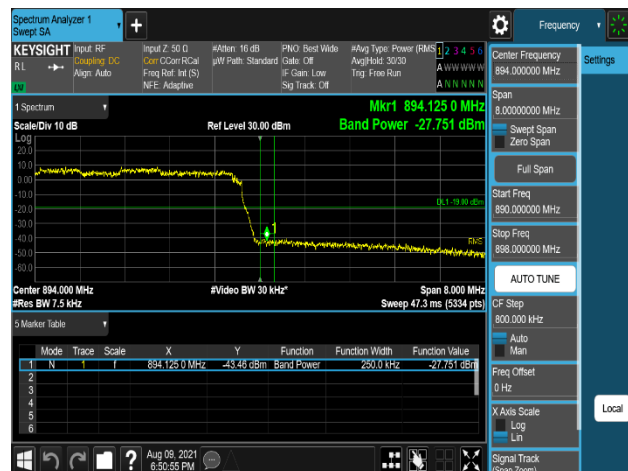 Spectrum Analyzer 1
Swept SA
Frequency
KEYSIGHT
Input: RF
Coupling: DC
Align: Auto
Input Z: 50 Ω
Corr CCorr RCal
Freq Ref: Int (S)
NFE: Adaptive
#Atten: 16 dB
µW Path: Standard
PNO: Best Wide
Gate: Off
IF Gain: Low
Sig Track: Off
#Avg Type: Power (RMS)
Avg|Hold: 30/30
Trig: Free Run
1 2 3 4 5 6
A W W W W W
A N N N N N
R L
1 Spectrum
Scale/Div 10 dB
Ref Level 30.00 dBm
Mkr1 894.125 0 MHz
Band Power -27.751 dBm
Log
20.0
10.0
0.00
-10.0
-20.0
-30.0
-40.0
-50.0
-60.0
DL1 -19.00 dBm
1
RMS
Center 894.000 MHz
#Video BW 30 kHz*
Span 8.000 MHz
#Res BW 7.5 kHz
Sweep 47.3 ms (5334 pts)
5 Marker Table
Mode Trace Scale X Y Function Function Width Function Value
1 N 1 f 894.125 0 MHz -43.46 dBm Band Power 250.0 kHz -27.751 dBm
2
3
4
5
6
Aug 09, 2021
6:50:55 PM
Center Frequency
894.000000 MHz
Settings
Span
8.00000000 MHz
Swept Span
Zero Span
Full Span
Start Freq
890.000000 MHz
Stop Freq
898.000000 MHz
AUTO TUNE
CF Step
800.000 kHz
Auto
Man
Freq Offset
0 Hz
X Axis Scale
Log
Lin
Local
Signal Track
(Span Zoom)